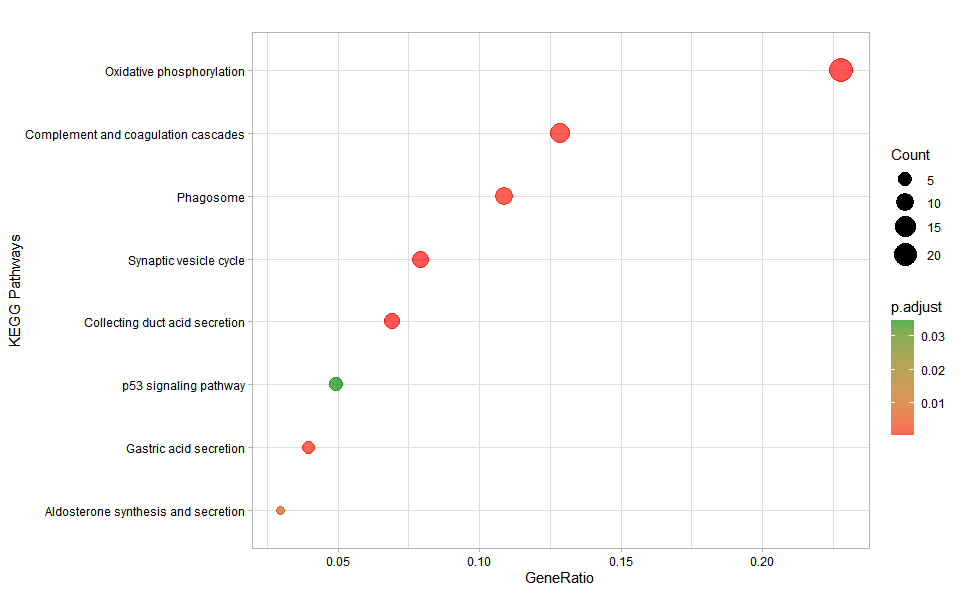 Oxidative phosphorylation
Complement and coagulation cascades
Phagosome
Synaptic vesicle cycle
Collecting duct acid secretion
p53 signaling pathway
Gastric acid secretion
Aldosterone synthesis and secretion
KEGG Pathways
0.05
0.10
0.15
0.20
GeneRatio
Count
5
10
15
20
p.adjust
0.03
0.02
0.01